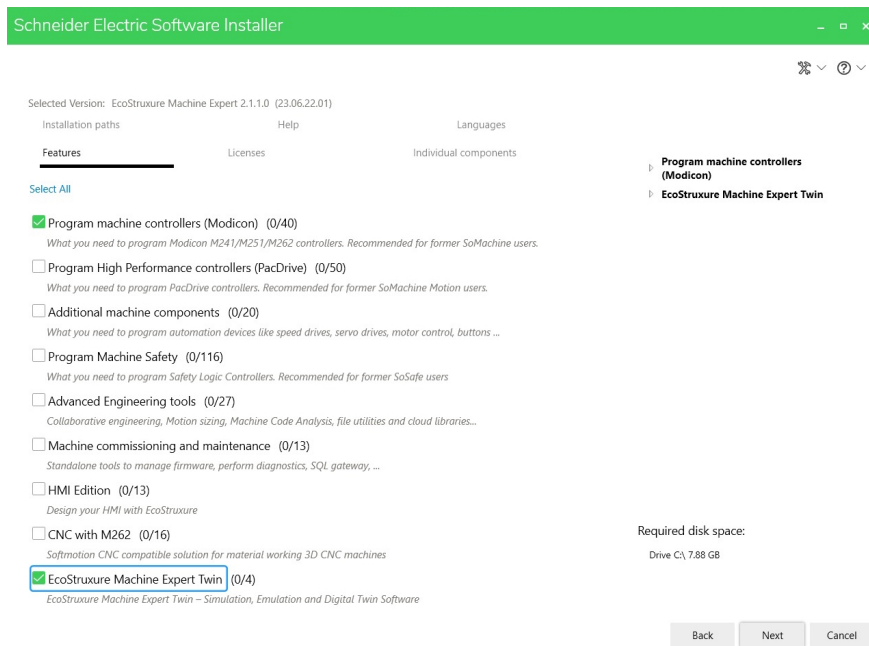 Schneider Electric Software Installer
Selected Version: EcoStruxure Machine Expert 2.1.1.0 (23.06.22.01)
Installation paths Help Languages
Features Licenses Individual components
Select All
Program machine controllers (Modicon) (0/40)
What you need to program Modicon M241/M251/M262 controllers. Recommended for former SoMachine users.
Program High Performance controllers (PacDrive) (0/50)
What you need to program PacDrive controllers. Recommended for former SoMachine Motion users.
Additional machine components (0/20)
What you need to program automation devices like speed drives, servo drives, motor control, buttons ...
Program Machine Safety (0/116)
What you need to program Safety Logic Controllers. Recommended for former SoSafe users
Advanced Engineering tools (0/27)
Collaborative engineering, Motion sizing, Machine Code Analysis, file utilities and cloud libraries...
Machine commissioning and maintenance (0/13)
Standalone tools to manage firmware, perform diagnostics, SQL gateway, ...
HMI Edition (0/13)
Design your HMI with EcoStruxure
CNC with M262 (0/16)
Softmotion CNC compatible solution for material working 3D CNC machines
EcoStruxure Machine Expert Twin (0/4)
EcoStruxure Machine Expert Twin – Simulation, Emulation and Digital Twin Software
Program machine controllers
(Modicon)
EcoStruxure Machine Expert Twin
Required disk space:
Drive C:\ 7.88 GB
Back Next Cancel